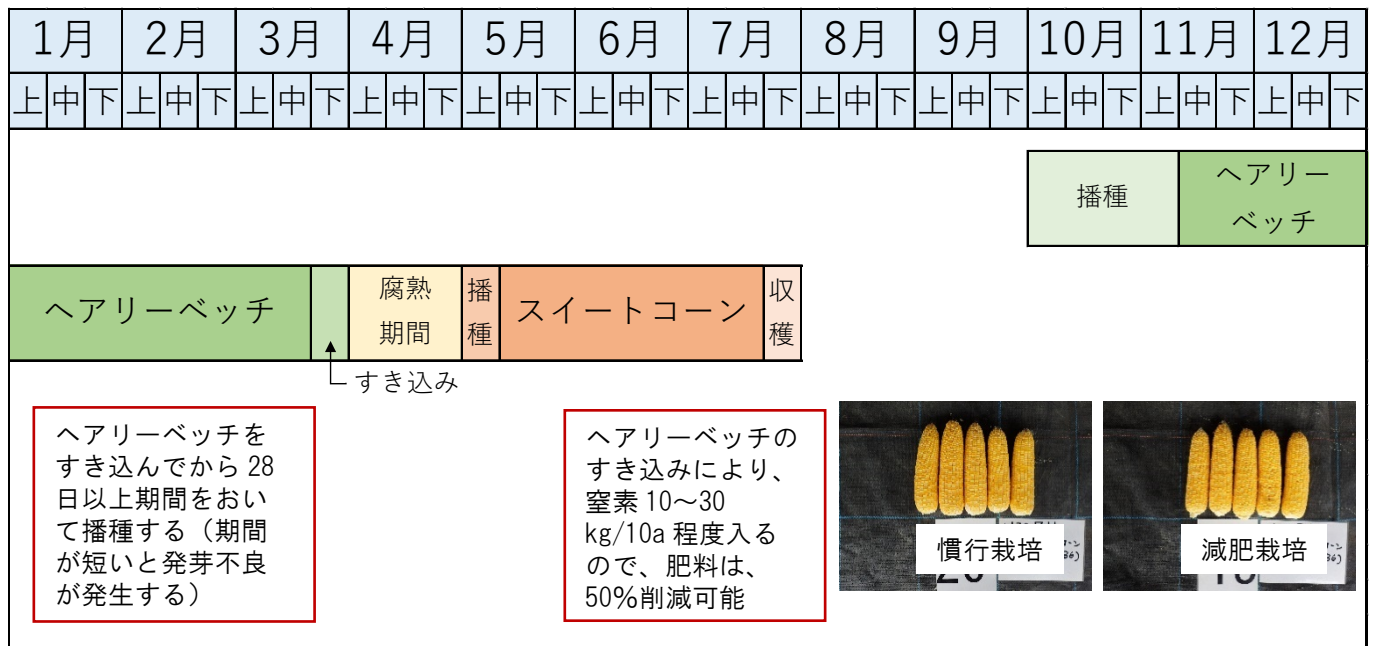 1月 2月 3月 4月 5月 6月 7月 8月 9月 10月 11月 12月
上 中 下 上 中 下 上 中 下 上 中 下 上 中 下 上 中 下 上 中 下 上 中 下 上 中 下 上 中 下 上 中 下 上 中 下
播種
ヘアリー
ベッチ
ヘアリーベッチ
腐熟
期間
播
種
スイートコーン
収
穫
すき込み
ヘアリーベッチを
すき込んでから 28
日以上期間をおい
て播種する（期間
が短いと発芽不良
が発生する）
ヘアリーベッチの
すき込みにより、
窒素 10～30
kg/10a 程度入る
ので、肥料は、
50％削減可能
慣行栽培
減肥栽培